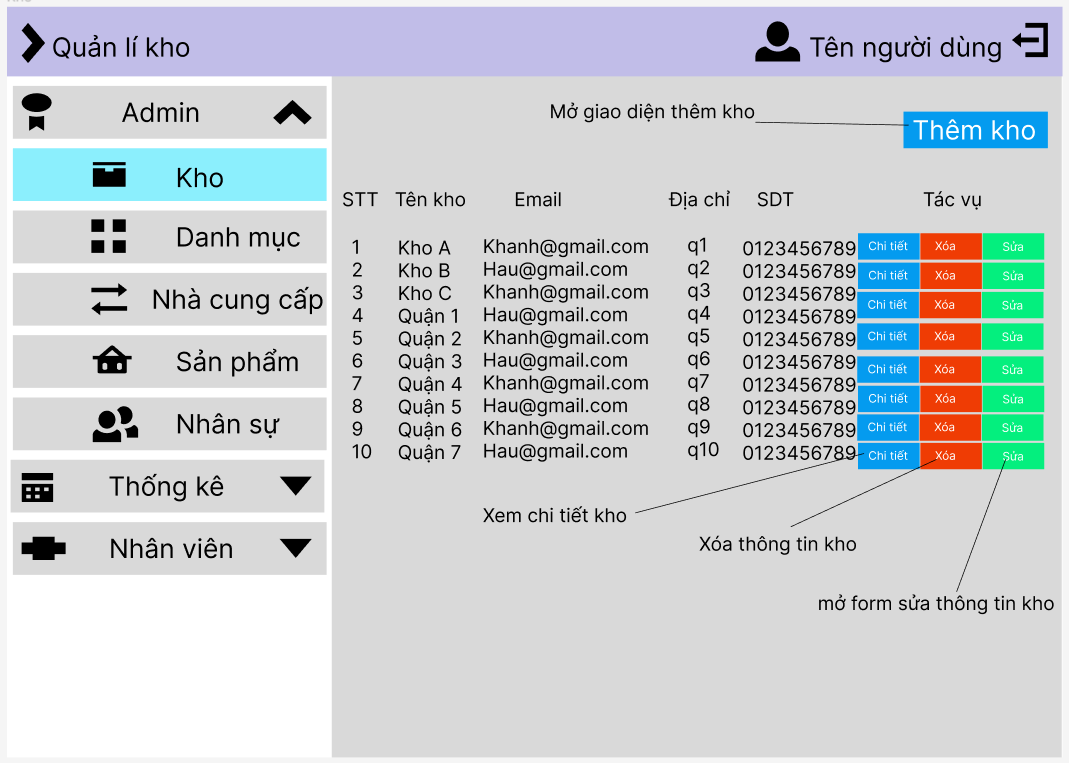 Quản lí kho
Tên người dùng
Admin
Kho
Danh mục
Nhà cung cấp
Sản phẩm
Nhân sự
Thống kê
Nhân viên
Mở giao diện thêm kho
Thêm kho
STT Tên kho Email Địa chỉ SDT Tác vụ
1 Kho A Khanh@gmail.com q1 0123456789 Chi tiết Xóa Sửa
2 Kho B Hau@gmail.com q2 0123456789 Chi tiết Xóa Sửa
3 Kho C Khanh@gmail.com q3 0123456789 Chi tiết Xóa Sửa
4 Quận 1 Hau@gmail.com q4 0123456789 Chi tiết Xóa Sửa
5 Quận 2 Khanh@gmail.com q5 0123456789
6 Quận 3 Hau@gmail.com q6 0123456789 Chi tiết Xóa Sửa
7 Quận 4 Khanh@gmail.com q7 0123456789 Chi tiết Xóa Sửa
8 Quận 5 Hau@gmail.com q8 0123456789
9 Quận 6 Khanh@gmail.com q9 0123456789 Chi tiết Xóa Sửa
10 Quận 7 Hau@gmail.com q10 0123456789 Chi tiết Xóa Sửa
Xem chi tiết kho
Xóa thông tin kho
mở form sửa thông tin kho